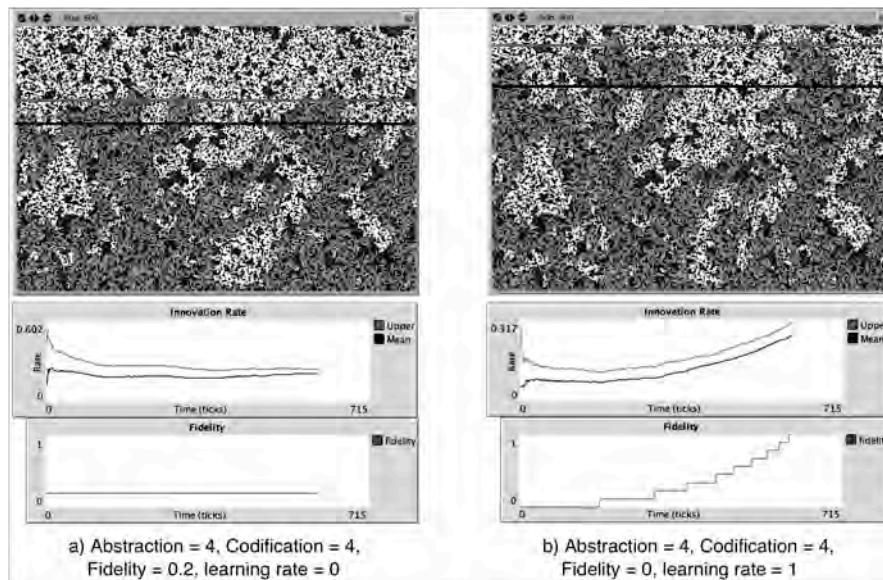 Innovation Rate
0.602
Upper
Mean
Rate
0
0
Time (ticks)
715
Fidelity
1
Fidelity
0
0
Time (ticks)
715
a) Abstraction = 4, Codification = 4,
Fidelity = 0.2, learning rate = 0
Innovation Rate
0.317
Upper
Mean
Rate
0
0
Time (ticks)
715
Fidelity
1
0
0
Time (ticks)
715
b) Abstraction = 4, Codification = 4,
Fidelity = 0, learning rate = 1